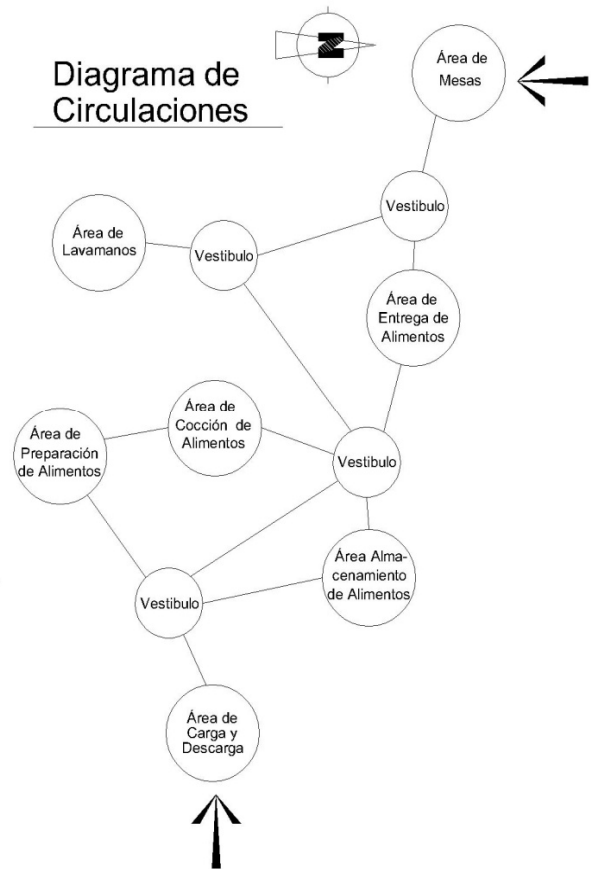 Diagrama de
Circulaciones
Área de
Mesas
Vestibulo
Área de
Lavamanos
Vestibulo
Área de
Entrega de
Alimentos
Área de
Cocción de
Alimentos
Área de
Preparación
de Alimentos
Vestibulo
Área Alma-
cenamiento
de Alimentos
Vestibulo
Área de
Carga y
Descarga